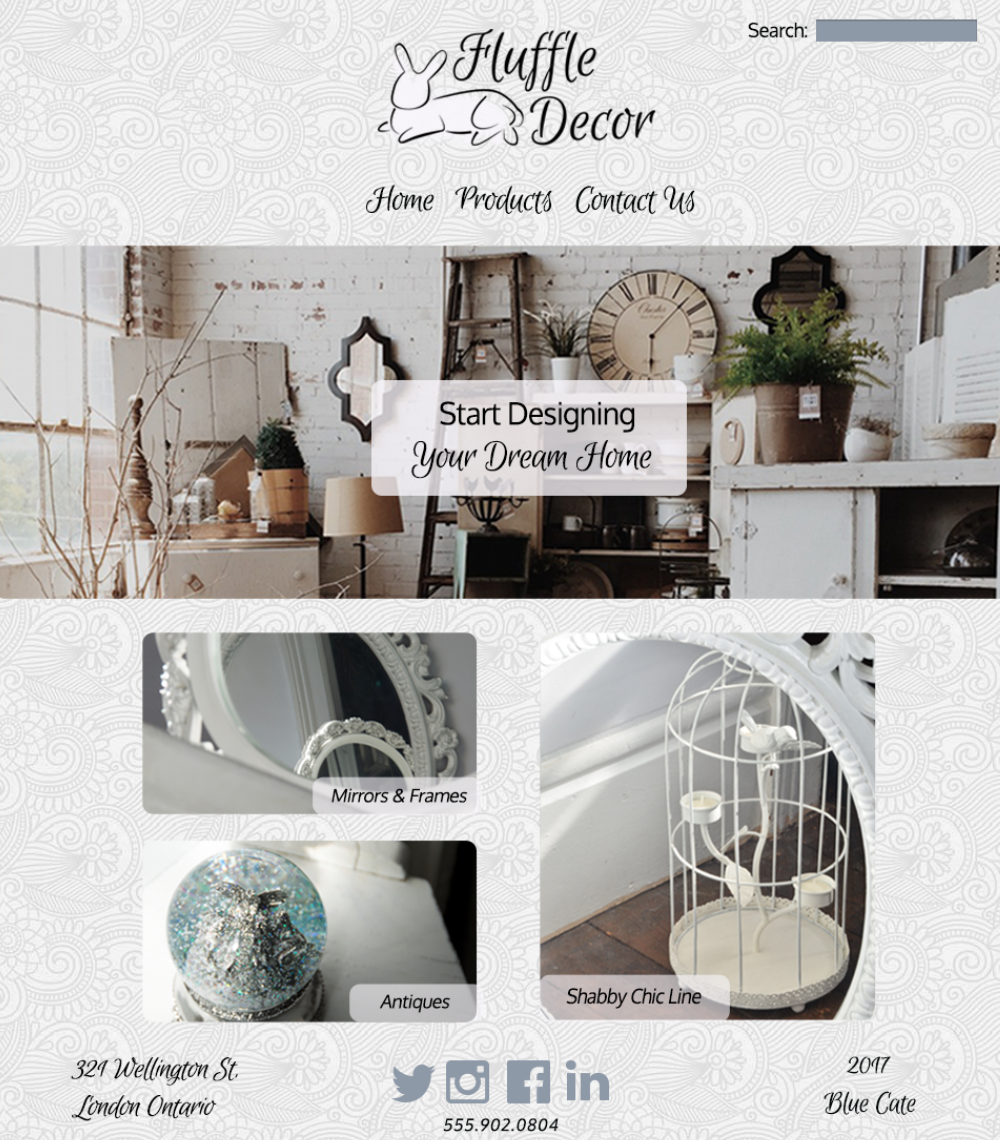 Search:
Fluffle
Decor
Home Products Contact Us
Start Designing
Your Dream Home
Mirrors & Frames
Antiques
Shabby Chic Line
321 Wellington St.
London Ontario
555.902.0804
2017
Blue Cate